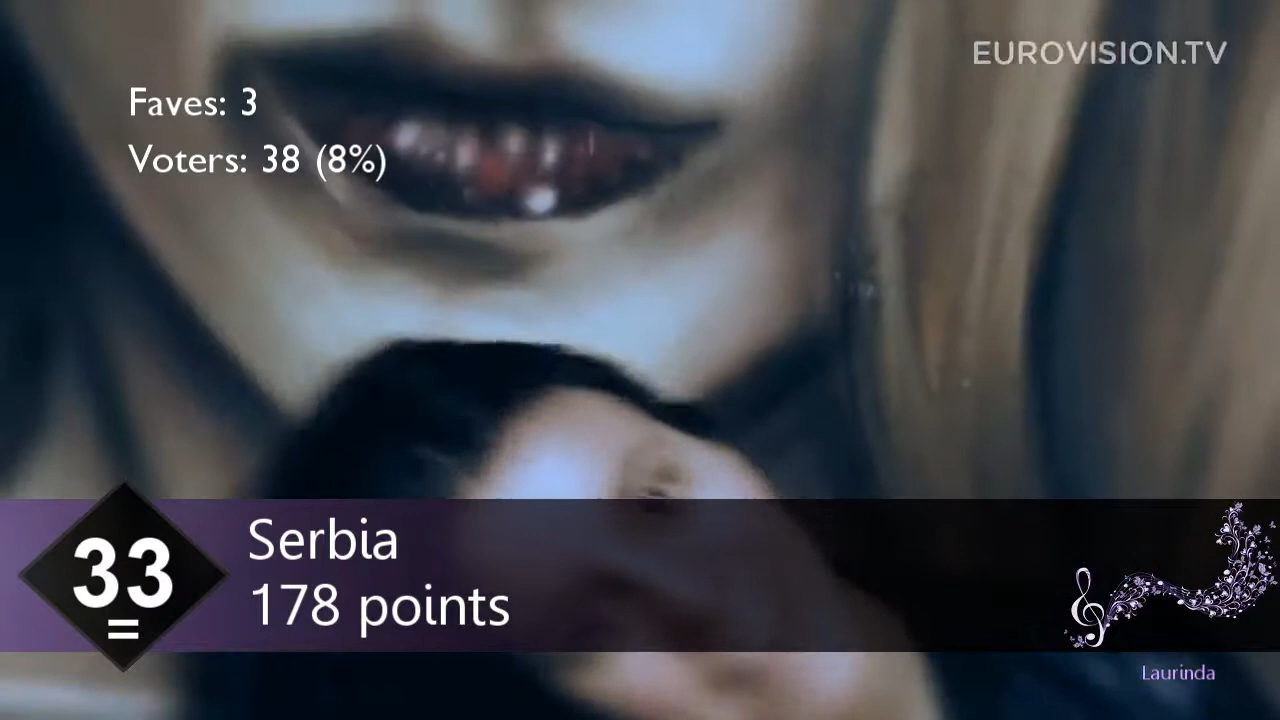 EUROVISION.TV
Faves: 3
Voters: 38 (8%)
33
=
Serbia
178 points
Laurinda